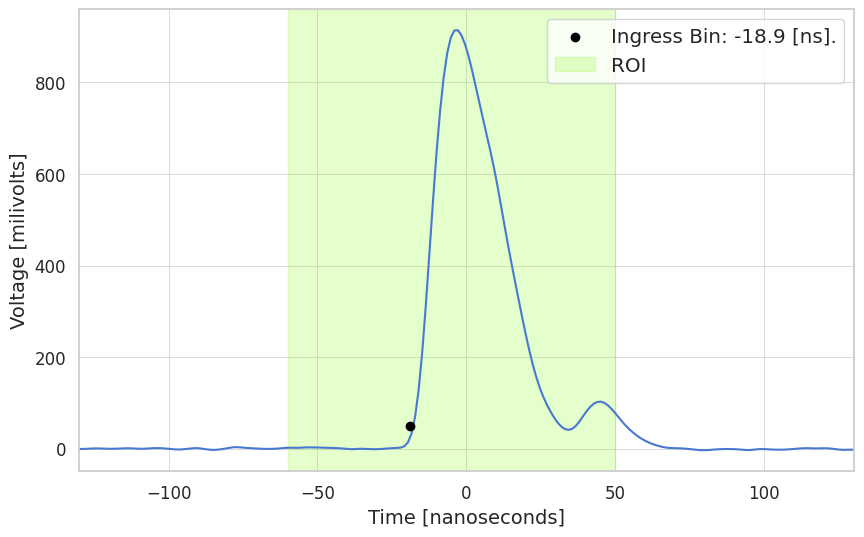 Ingress Bin: -18.9 [ns].
ROI
Voltage [milivolts]
800
600
400
200
0
−100
−50
0
50
100
Time [nanoseconds]